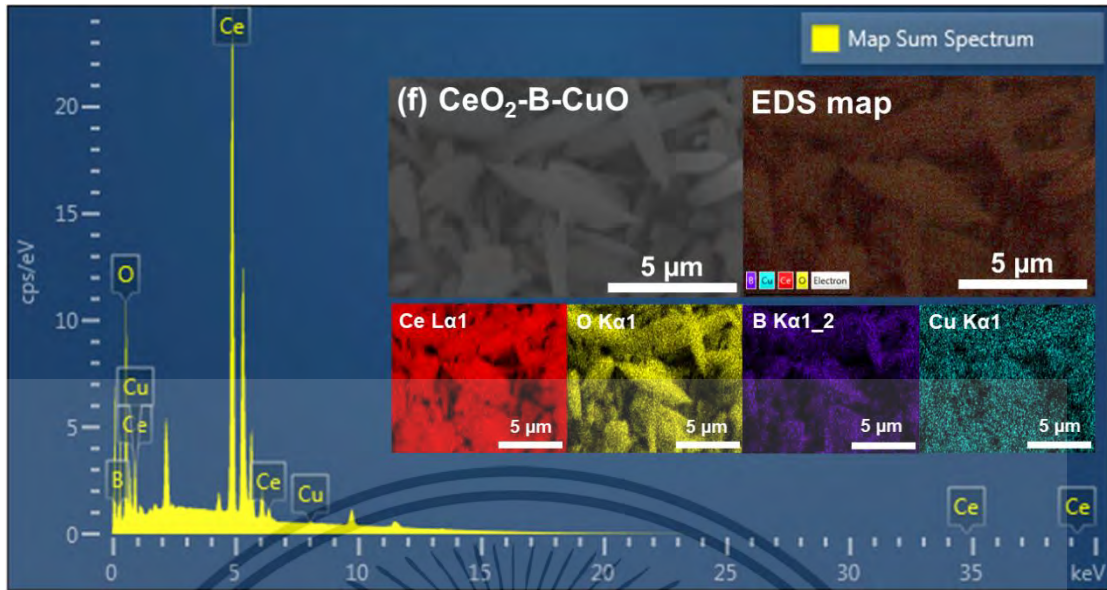 Ce
Map Sum Spectrum
20
(f) CeO₂-B-CuO
EDS map
15
cps/eV
5 µm
5 µm
B Cu Ce O Electron
O
10
Ce Lα1
O Kα1
B Kα1_2
Cu Kα1
Cu
5
Ce
5 µm
5 µm
5 µm
5 µm
B
Ce
Cu
Ce
Ce
0
0 5 10 15 20 25 30 35 keV